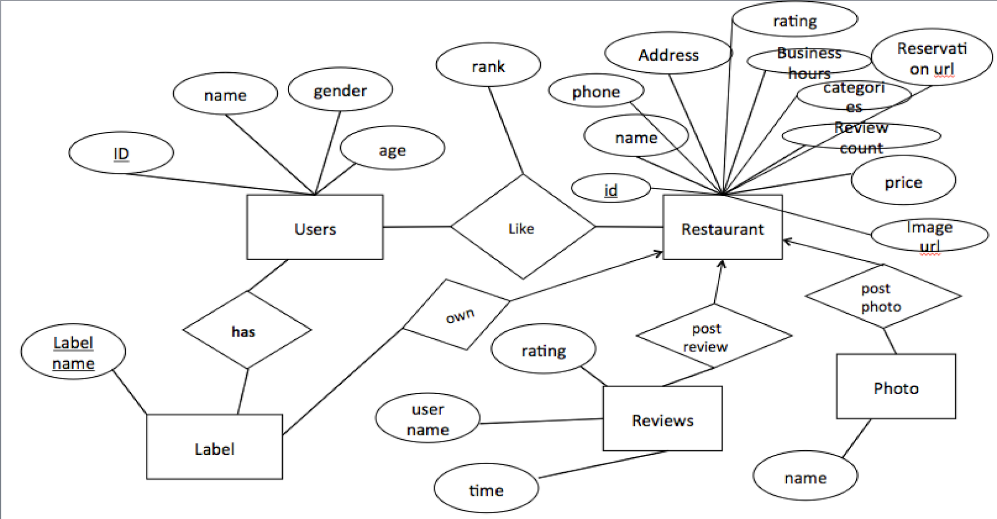 rating
Address
Business
hours
Reservati
on url
rank
name
gender
phone
categori
es
name
Review
count
ID
age
id
price
Users
Like
Restaurant
Image
url
own
post
photo
has
post
review
Label
name
rating
Photo
user
name
Reviews
Label
name
time